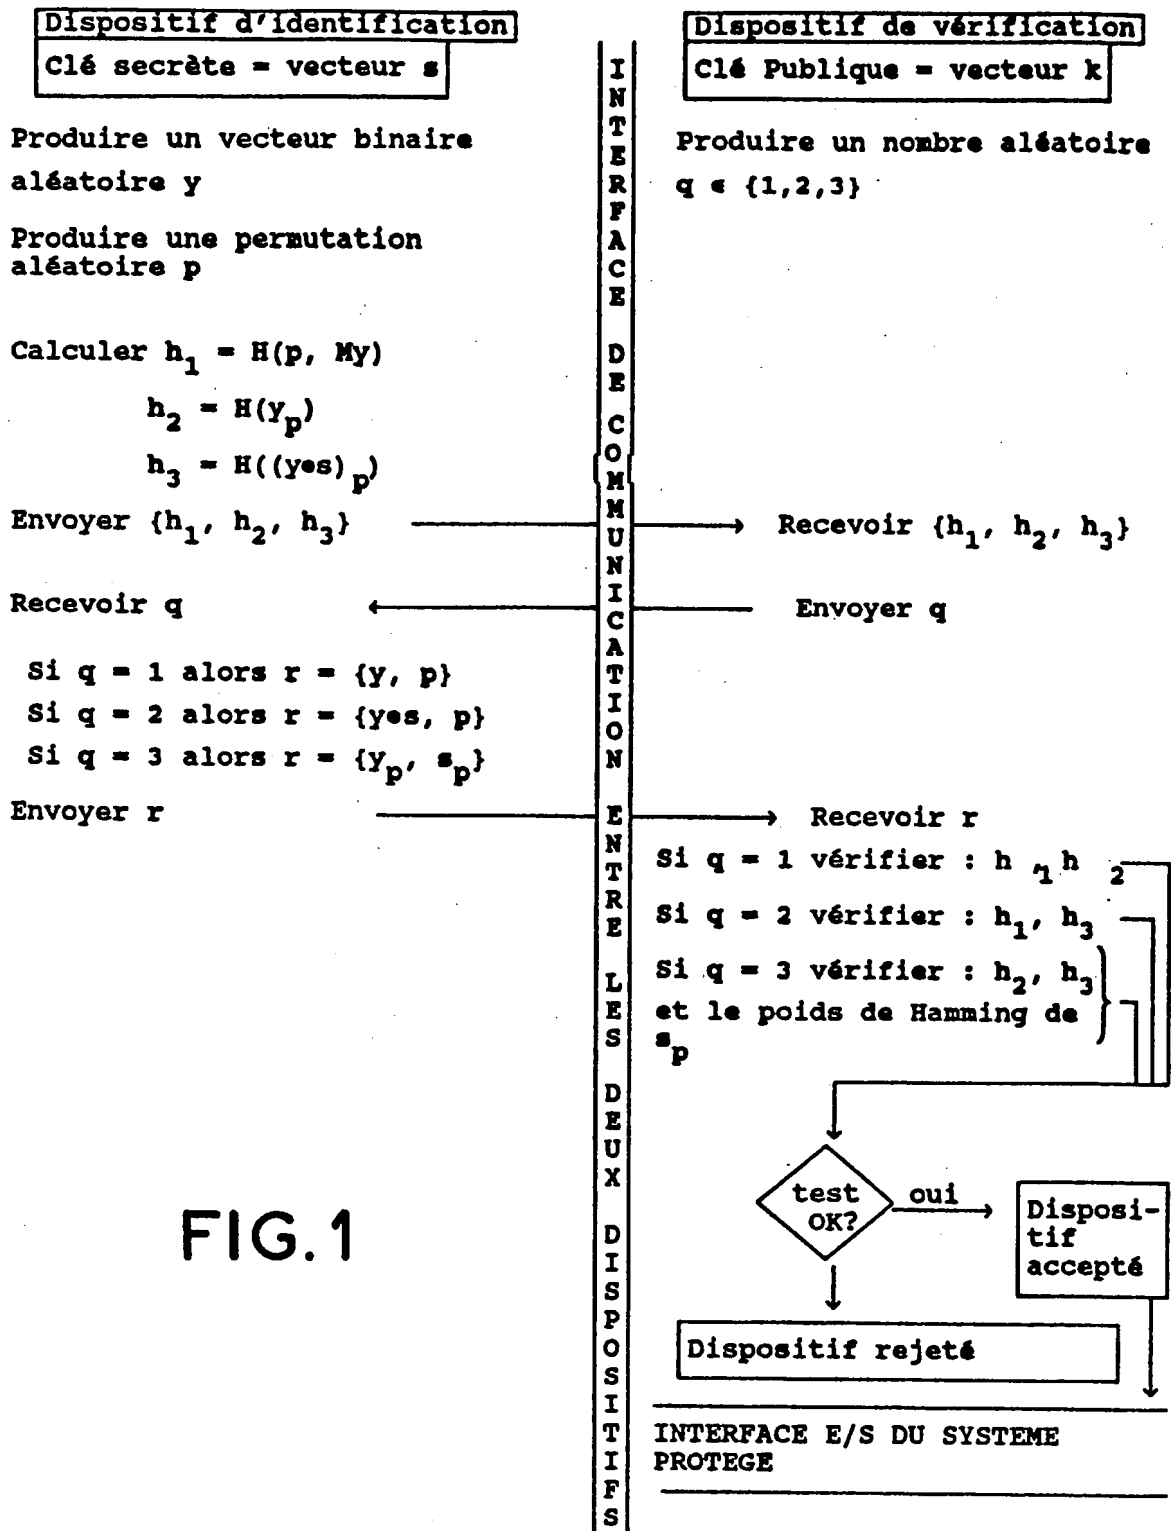 Dispositif d'identification
Clé secrète = vecteur s
Produire un vecteur binaire
aléatoire y
Produire une permutation
aléatoire p
Calculer h1 = H(p, My)
h2 = H(yp)
h3 = H((y⊕s)p)
Envoyer {h1, h2, h3}
Recevoir q
Si q = 1 alors r = {y, p}
Si q = 2 alors r = {y⊕s, p}
Si q = 3 alors r = {yp, sp}
Envoyer r
FIG.1
INTERFACE DE COMMUNICATION ENTRE LES DEUX DISPOSITIFS
Dispositif de vérification
Clé Publique = vecteur k
Produire un nombre aléatoire
q ∈ {1,2,3}
Recevoir {h1, h2, h3}
Envoyer q
Recevoir r
Si q = 1 vérifier : h1, h2
Si q = 2 vérifier : h1, h3
Si q = 3 vérifier : h2, h3
et le poids de Hamming de
sp
test
OK?
oui
Disposi-
tif
accepté
Dispositif rejeté
INTERFACE E/S DU SYSTEME
PROTEGE